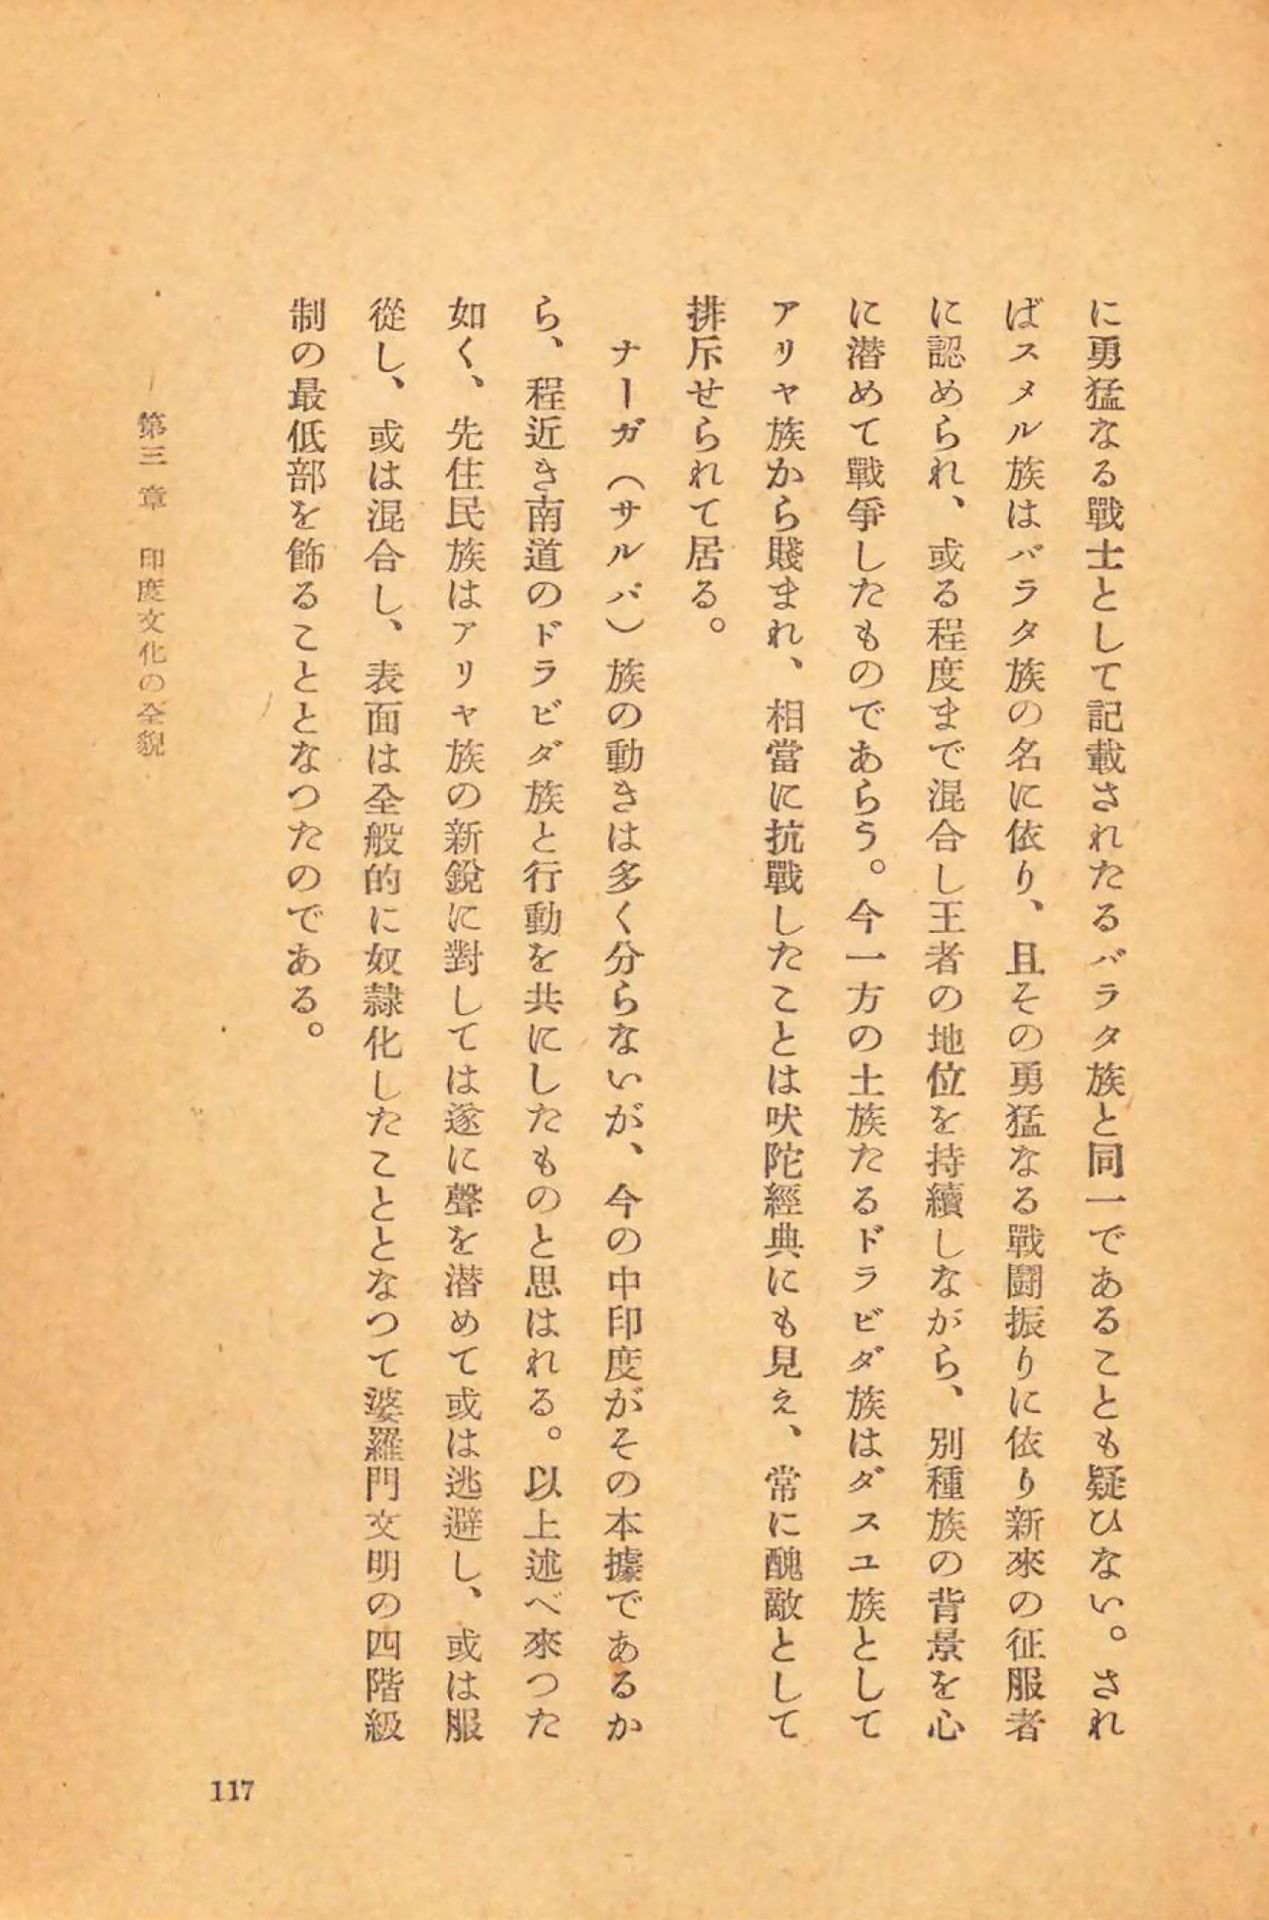 に勇猛なる戰士として記載されたるバラタ族と同一であることも疑ひない。され
ばスメル族はバラタ族の名に依り、且その勇猛なる戰鬪振りに依り新來の征服者
に認められ、或る程度まで混合し王者の地位を持續しながら、別種族の背景を心
に潜めて戰爭したものであらう。今一方の土族たるドラビダ族はダスユ族として
アリヤ族から賤まれ、相當に抗戰したことは吠陀經典にも見え、常に醜敵として
排斥せられて居る。
ナーガ（サルバ）族の動きは多く分らないが、今の中印度がその本據であるか
ら、程近き南道のドラビダ族と行動を共にしたものと思はれる。以上述べ來つた
如く、先住民族はアリヤ族の新銳に對しては遂に聲を潜めて或は逃避し、或は服
從し、或は混合し、表面は全般的に奴隷化したこととなつて婆羅門文明の四階級
制の最低部を飾ることとなつたのである。
第三章 印度文化の全貌
117